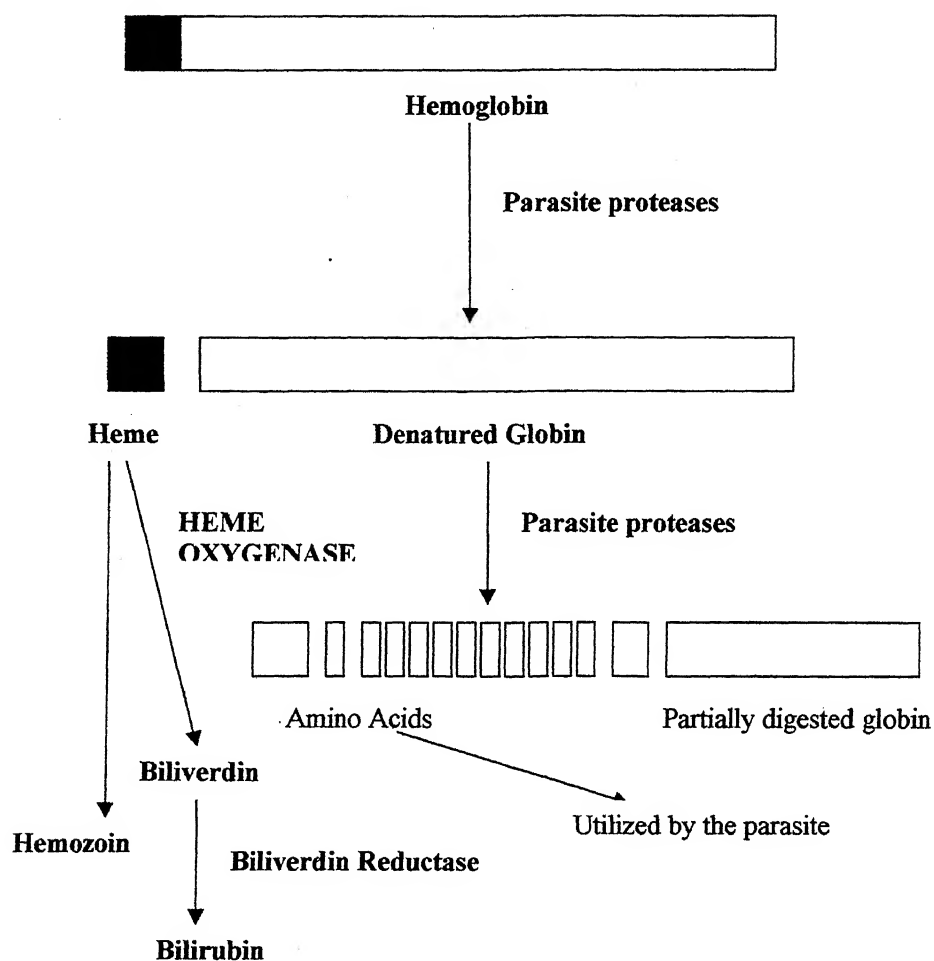 Hemoglobin
Parasite proteases
Heme
Denatured Globin
HEME
OXYGENASE
Parasite proteases
Amino Acids
Partially digested globin
Biliverdin
Utilized by the parasite
Hemozoin
Biliverdin Reductase
Bilirubin